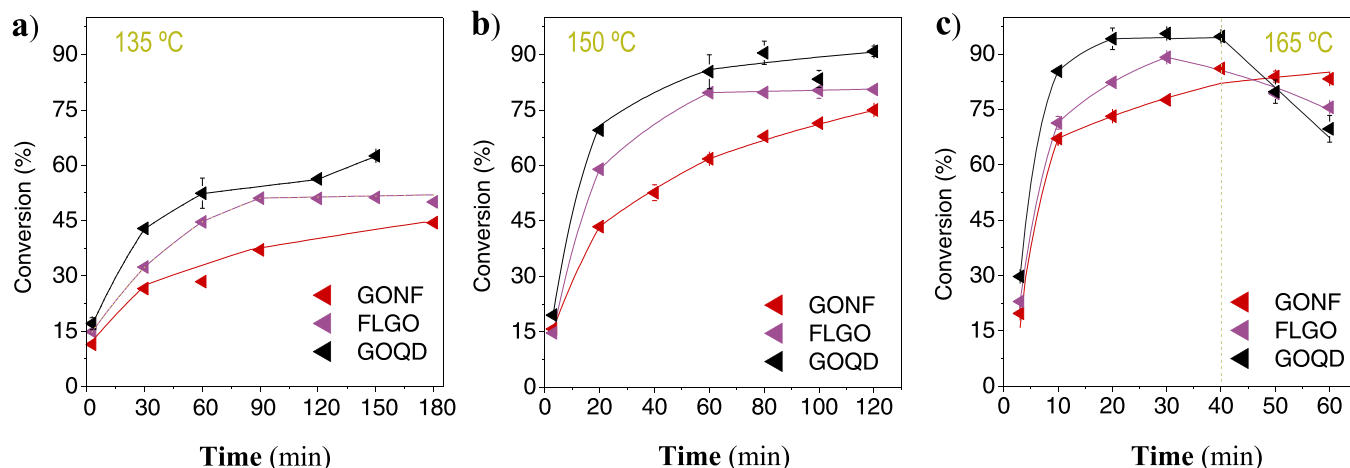 a)
135 ºC
90
75
60
45
30
15
0
Conversion (%)
GONF
FLGO
GOQD
0 30 60 90 120 150 180
Time (min)
b)
150 ºC
90
75
60
45
30
15
0
Conversion (%)
GONF
FLGO
GOQD
0 20 40 60 80 100 120
Time (min)
c)
165 ºC
90
75
60
45
30
15
0
Conversion (%)
GONF
FLGO
GOQD
0 10 20 30 40 50 60
Time (min)